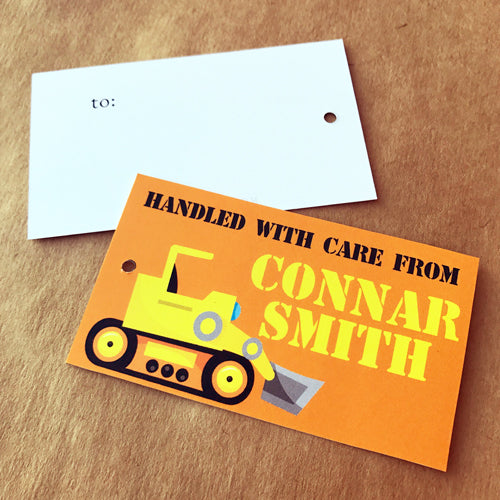 to:
HANDLED WITH CARE FROM
CONNAR
SMITH